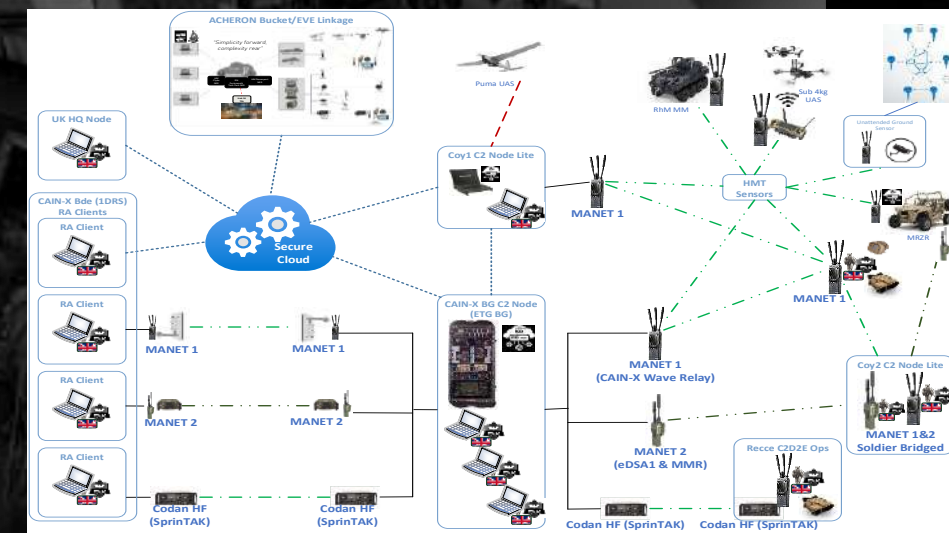 ACHERON Bucket/EVE Linkage
"Simplicity forward,
complexity rear"
Puma UAS
RhM MM
Sub 4kg
UAS
Unattended Ground
Sensor
UK HQ Node
Coy1 C2 Node Lite
MANET 1
HMT
Sensors
MRZR
CAIN-X Bde (1DRS)
RA Clients
RA Client
Secure
Cloud
MANET 1
RA Client
MANET 1
MANET 1
CAIN-X BG C2 Node
(ETG BG)
MANET 1
(CAIN-X Wave Relay)
Coy2 C2 Node Lite
MANET 1&2
Soldier Bridged
RA Client
MANET 2
MANET 2
MANET 2
(eDSA1 & MMR)
Recce C2D2E Ops
RA Client
Codan HF
(SprinTAK)
Codan HF
(SprinTAK)
Codan HF (SprinTAK)
Codan HF (SprinTAK)